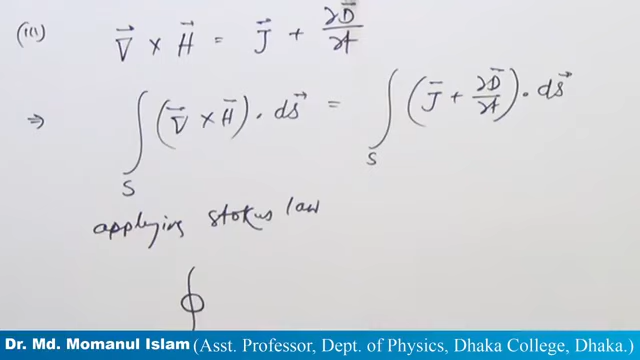 (iii) ∇⃗ × H⃗ = J⃗ + ∂D⃗/∂t
⇒ ∫_S (∇⃗ × H⃗) . ds⃗ = ∫_S (J⃗ + ∂D⃗/∂t) . ds⃗
applying stokus law
∮
Dr. Md. Momanul Islam (Asst. Professor, Dept. of Physics, Dhaka College, Dhaka.)